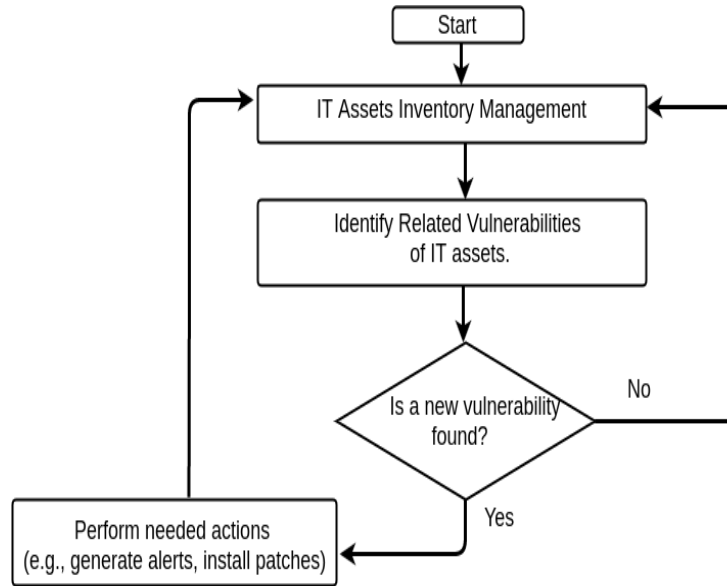 Start
IT Assets Inventory Management
Identify Related Vulnerabilities
of IT assets.
Is a new vulnerability
found?
No
Yes
Perform needed actions
(e.g., generate alerts, install patches)